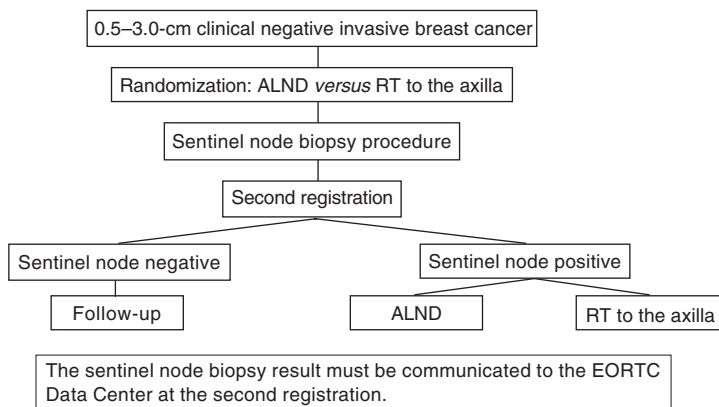 0.5–3.0-cm clinical negative invasive breast cancer
Randomization: ALND versus RT to the axilla
Sentinel node biopsy procedure
Second registration
Sentinel node negative
Sentinel node positive
Follow-up
ALND
RT to the axilla
The sentinel node biopsy result must be communicated to the EORTC
Data Center at the second registration.